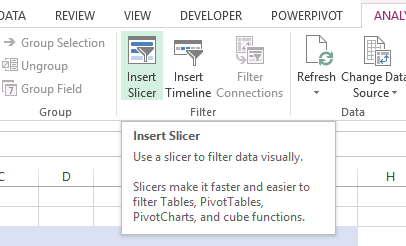 DATA REVIEW VIEW DEVELOPER POWERPIVOT ANALY
Group Selection
Ungroup
Group Field
Group
Insert
Slicer
Insert
Timeline
Filter
Connections
Filter
Refresh
Change Data
Source
Data
Insert Slicer
Use a slicer to filter data visually.
Slicers make it faster and easier to
filter Tables, PivotTables,
PivotCharts, and cube functions.
C D H